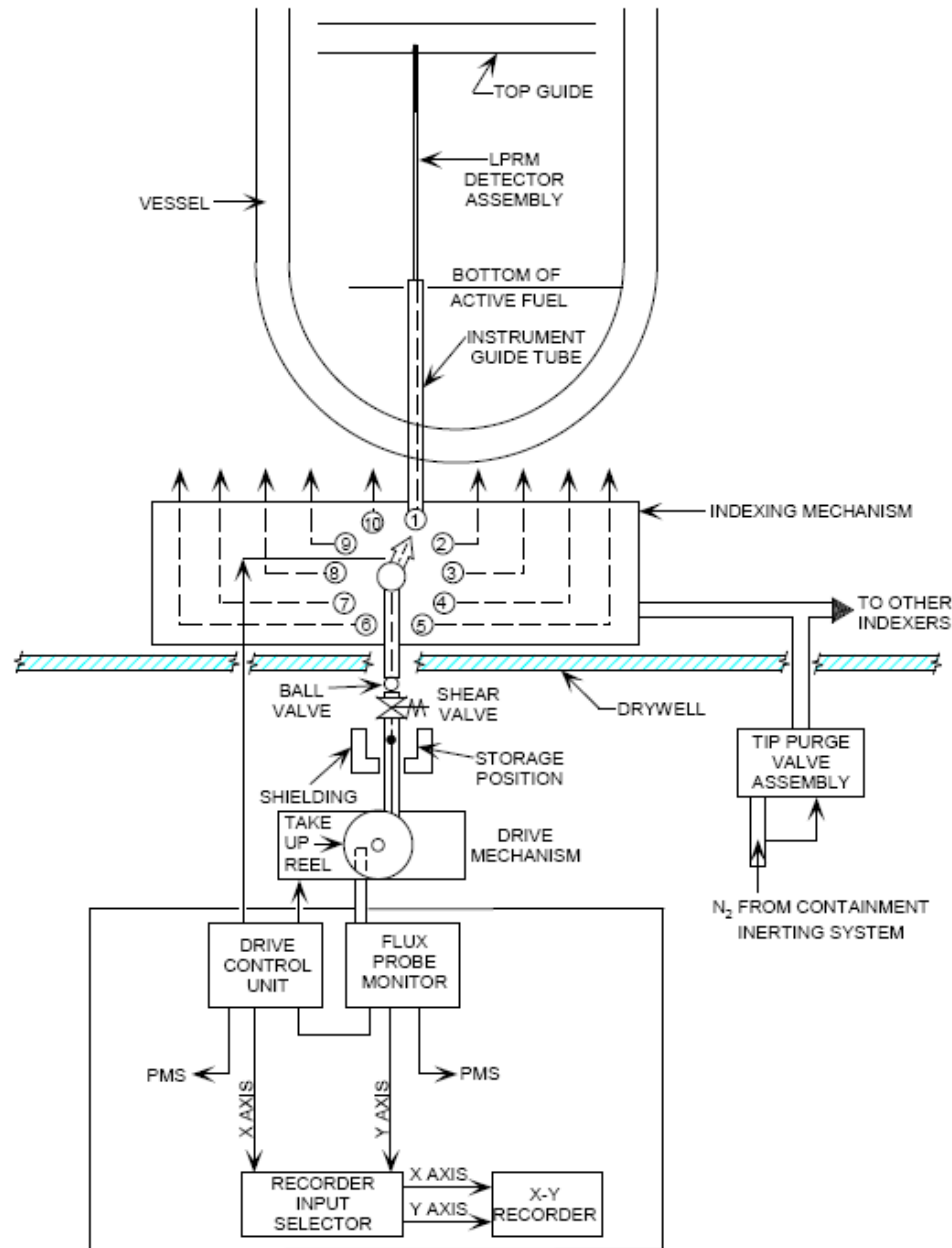 TOP GUIDE
LPRM
DETECTOR
ASSEMBLY
VESSEL
BOTTOM OF
ACTIVE FUEL
INSTRUMENT
GUIDE TUBE
INDEXING MECHANISM
10
1
9
2
8
3
7
4
6
5
TO OTHER
INDEXERS
BALL
VALVE
SHEAR
VALVE
DRYWELL
STORAGE
POSITION
SHIELDING
TIP PURGE
VALVE
ASSEMBLY
TAKE
UP
REEL
DRIVE
MECHANISM
N2 FROM CONTAINMENT
INERTING SYSTEM
DRIVE
CONTROL
UNIT
FLUX
PROBE
MONITOR
PMS
PMS
X AXIS
Y AXIS
RECORDER
INPUT
SELECTOR
X AXIS
Y AXIS
X-Y
RECORDER